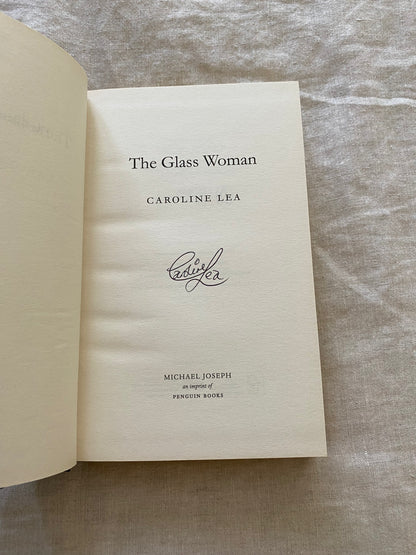 The Glass Woman
CAROLINE LEA
Caroline Lea
MICHAEL JOSEPH
an imprint of
PENGUIN BOOKS